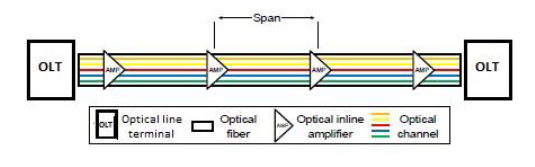 Span
OLT AMP AMP AMP AMP OLT
OLT Optical line terminal
Optical fiber
AMP Optical inline amplifier
Optical channel